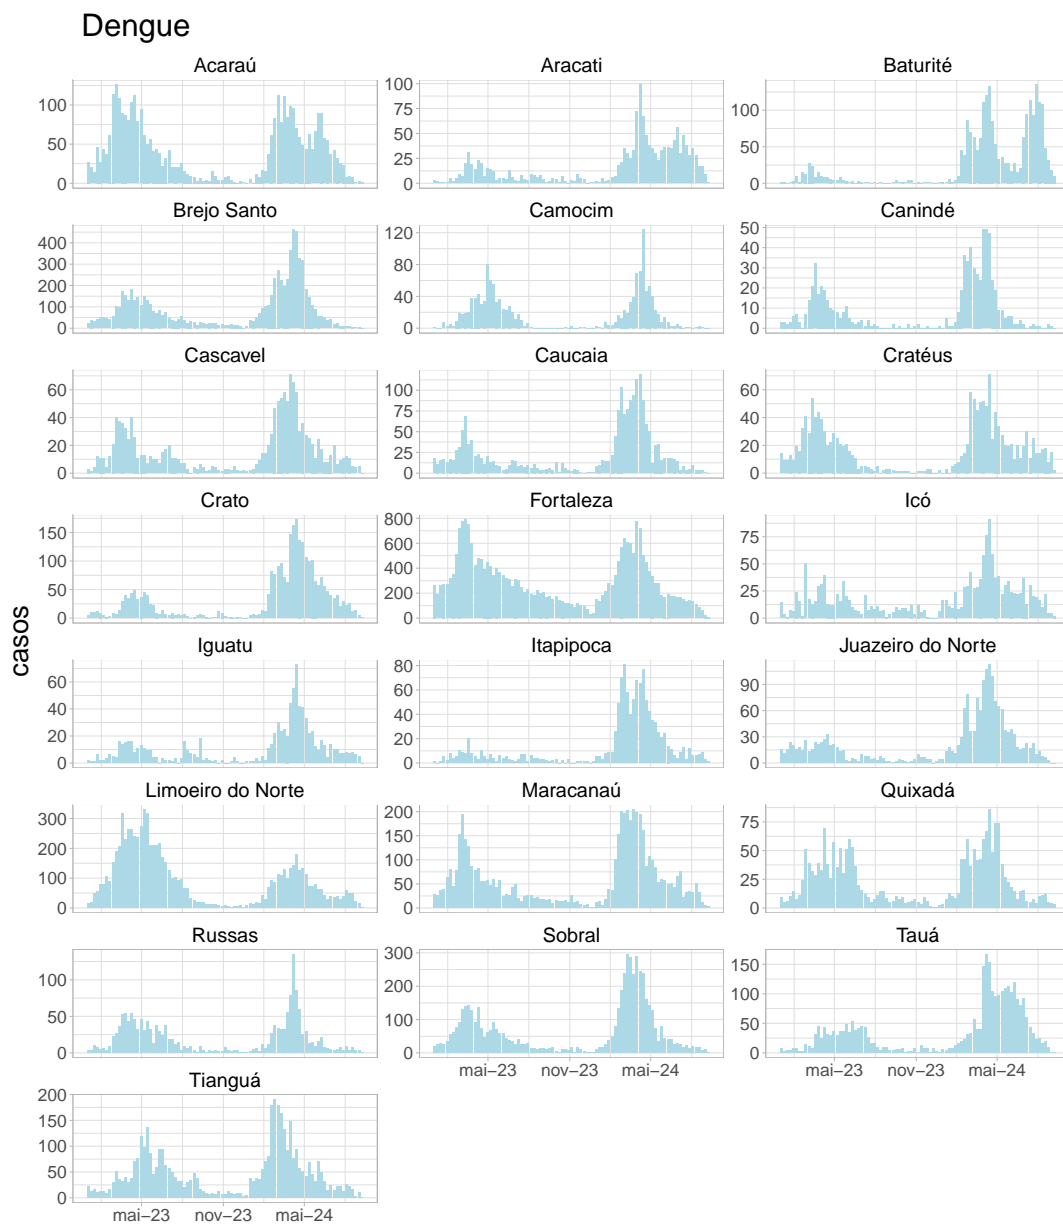 Dengue
Acaraú Aracati Baturité
100 50 0
100 75 50 25 0
100 50 0
Brejo Santo Camocim Canindé
400 300 200 100 0
120 80 40 0
50 40 30 20 10 0
Cascavel Caucaia Cratéus
60 40 20 0
100 75 50 25 0
60 40 20 0
Crato Fortaleza Icó
150 100 50 0
800 600 400 200 0
75 50 25 0
casos
Iguatu Itapipoca Juazeiro do Norte
60 40 20 0
80 60 40 20 0
90 60 30 0
Limoeiro do Norte Maracanaú Quixadá
300 200 100 0
200 150 100 50 0
75 50 25 0
Russas Sobral Tauá
100 50 0
300 200 100 0
150 100 50 0
mai−23 nov−23 mai−24 mai−23 nov−23 mai−24
Tianguá
200 150 100 50 0
mai−23 nov−23 mai−24